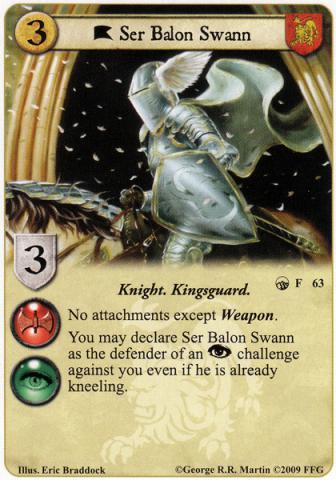 3 Ser Balon Swann
3
Knight. Kingsguard.
F 63
No attachments except Weapon.
You may declare Ser Balon Swann
as the defender of an challenge
against you even if he is already
kneeling.
Illus. Eric Braddock ©George R.R. Martin ©2009 FFG